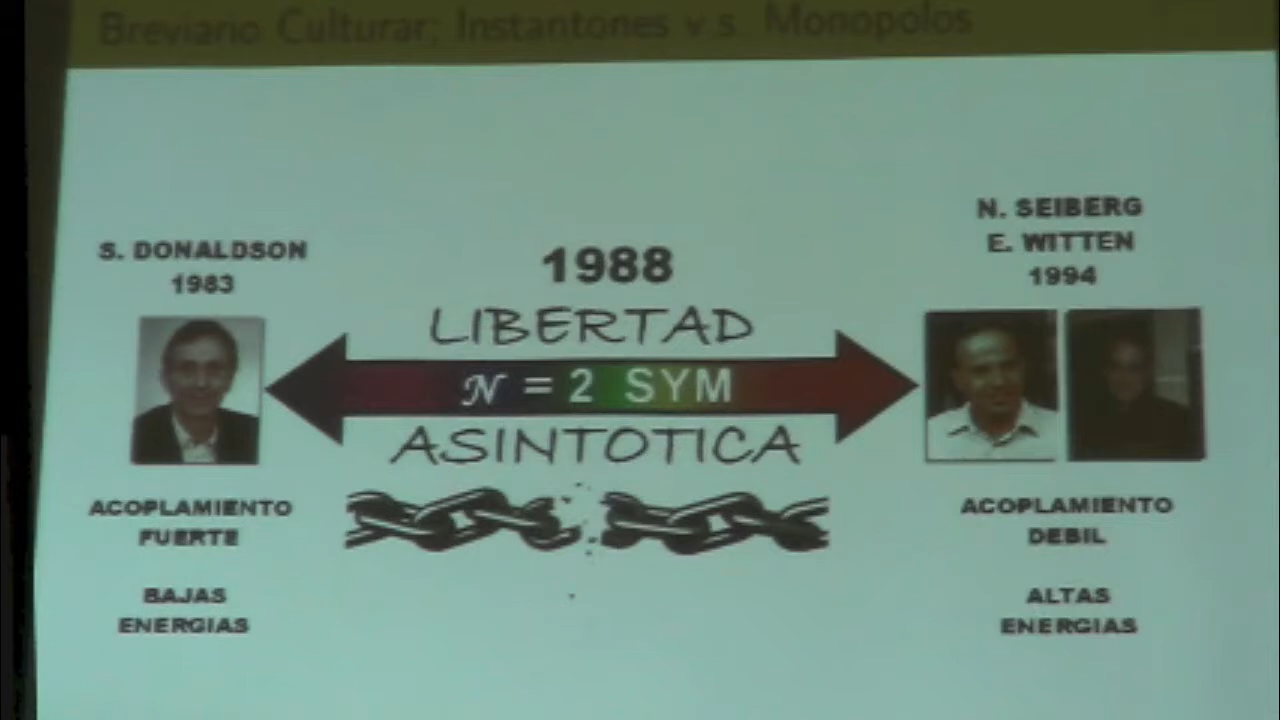 Breviario Culturar; Instantones v.s. Monopolos
S. DONALDSON
1983
ACOPLAMIENTO
FUERTE
BAJAS
ENERGIAS
1988
LIBERTAD
N = 2 SYM
ASINTOTICA
N. SEIBERG
E. WITTEN
1994
ACOPLAMIENTO
DEBIL
ALTAS
ENERGIAS